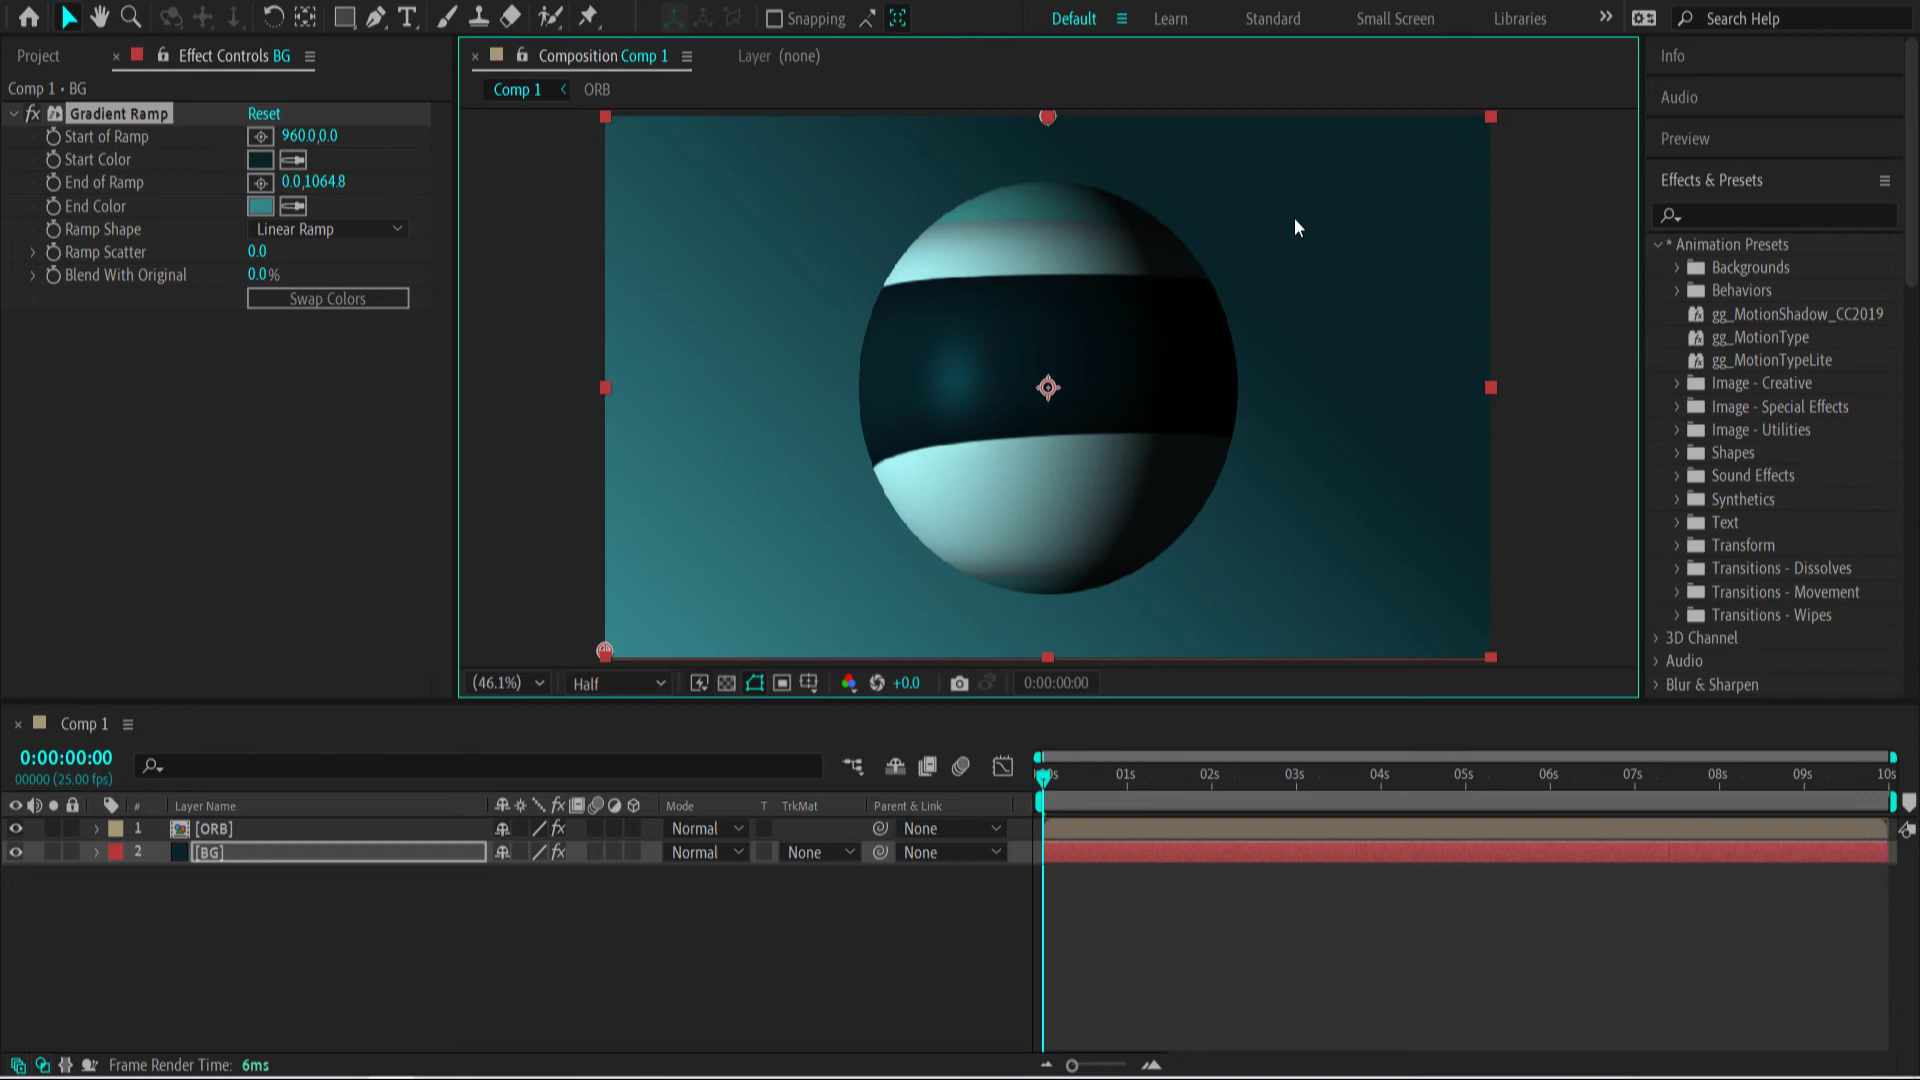 Snapping
Default
Learn
Standard
Small Screen
Libraries
Search Help
Project
Effect Controls BG
Composition Comp 1
Layer (none)
Info
Comp 1 • BG
Comp 1
ORB
Audio
fx Gradient Ramp Reset
Start of Ramp 960.0,0.0
Start Color
End of Ramp 0.0,1064.8
End Color
Ramp Shape Linear Ramp
Ramp Scatter 0.0
Blend With Original 0.0%
Swap Colors
Preview
Effects & Presets
* Animation Presets
Backgrounds
Behaviors
gg_MotionShadow_CC2019
gg_MotionType
gg_MotionTypeLite
Image - Creative
Image - Special Effects
Image - Utilities
Shapes
Sound Effects
Synthetics
Text
Transform
Transitions - Dissolves
Transitions - Movement
Transitions - Wipes
3D Channel
Audio
Blur & Sharpen
(46.1%) Half +0.0 0:00:00:00
Comp 1
0:00:00:00
00000 (25.00 fps)
01s 02s 03s 04s 05s 06s 07s 08s 09s 10s
# Layer Name fx Mode T TrkMat Parent & Link
1 [ORB] fx Normal None
2 [BG] fx Normal None None
Frame Render Time: 6ms